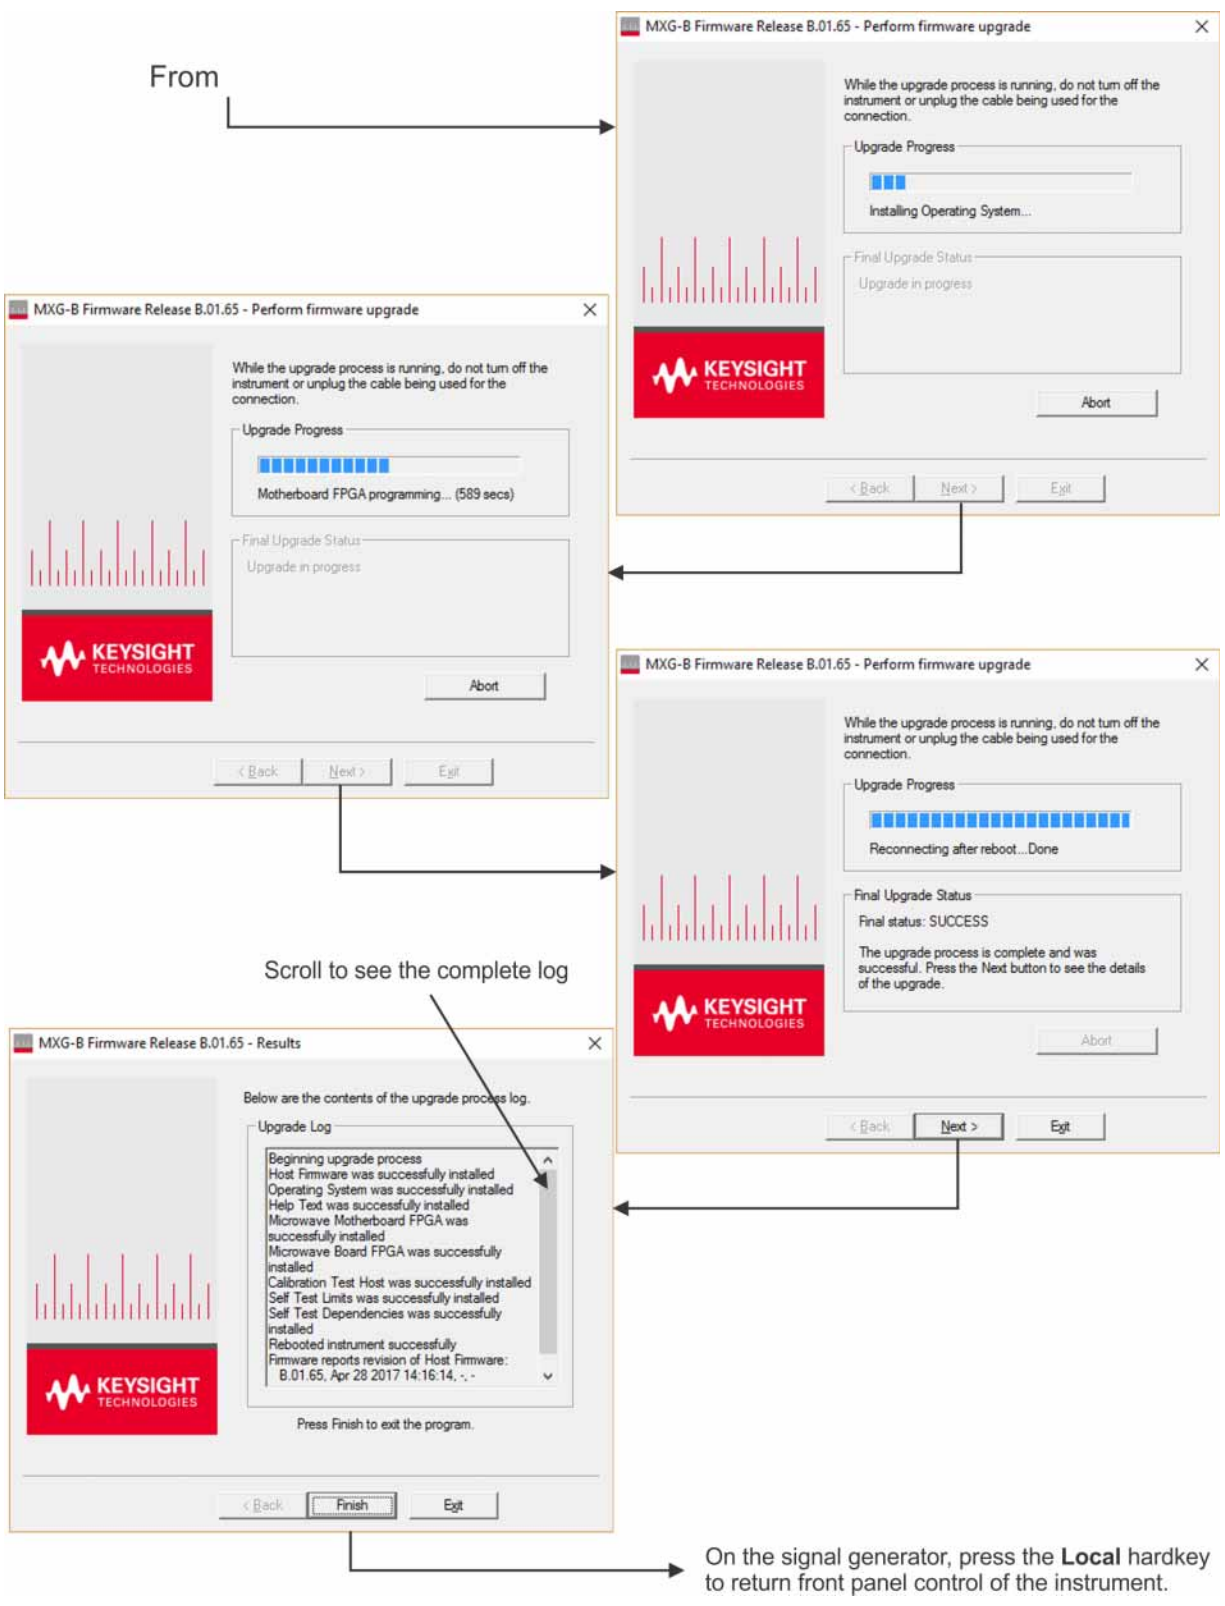 From
MXG-B Firmware Release B.01.65 - Perform firmware upgrade
While the upgrade process is running, do not turn off the
instrument or unplug the cable being used for the
connection.
Upgrade Progress
Installing Operating System...
Final Upgrade Status
Upgrade in progress
KEYSIGHT
TECHNOLOGIES
Abort
< Back
Next >
Exit
MXG-B Firmware Release B.01.65 - Perform firmware upgrade
While the upgrade process is running, do not turn off the
instrument or unplug the cable being used for the
connection.
Upgrade Progress
Motherboard FPGA programming... (589 secs)
Final Upgrade Status
Upgrade in progress
KEYSIGHT
TECHNOLOGIES
Abort
< Back
Next >
Exit
MXG-B Firmware Release B.01.65 - Perform firmware upgrade
While the upgrade process is running, do not turn off the
instrument or unplug the cable being used for the
connection.
Upgrade Progress
Reconnecting after reboot...Done
Final Upgrade Status
Final status: SUCCESS
The upgrade process is complete and was
successful. Press the Next button to see the details
of the upgrade.
KEYSIGHT
TECHNOLOGIES
Abort
< Back
Next >
Exit
Scroll to see the complete log
MXG-B Firmware Release B.01.65 - Results
Below are the contents of the upgrade process log.
Upgrade Log
Beginning upgrade process
Host Firmware was successfully installed
Operating System was successfully installed
Help Text was successfully installed
Microwave Motherboard FPGA was
successfully installed
Microwave Board FPGA was successfully
installed
Calibration Test Host was successfully installed
Self Test Limits was successfully installed
Self Test Dependencies was successfully
installed
Rebooted instrument successfully
Firmware reports revision of Host Firmware:
B.01.65, Apr 28 2017 14:16:14, -, -
KEYSIGHT
TECHNOLOGIES
Press Finish to exit the program.
< Back
Finish
Exit
On the signal generator, press the Local hardkey
to return front panel control of the instrument.